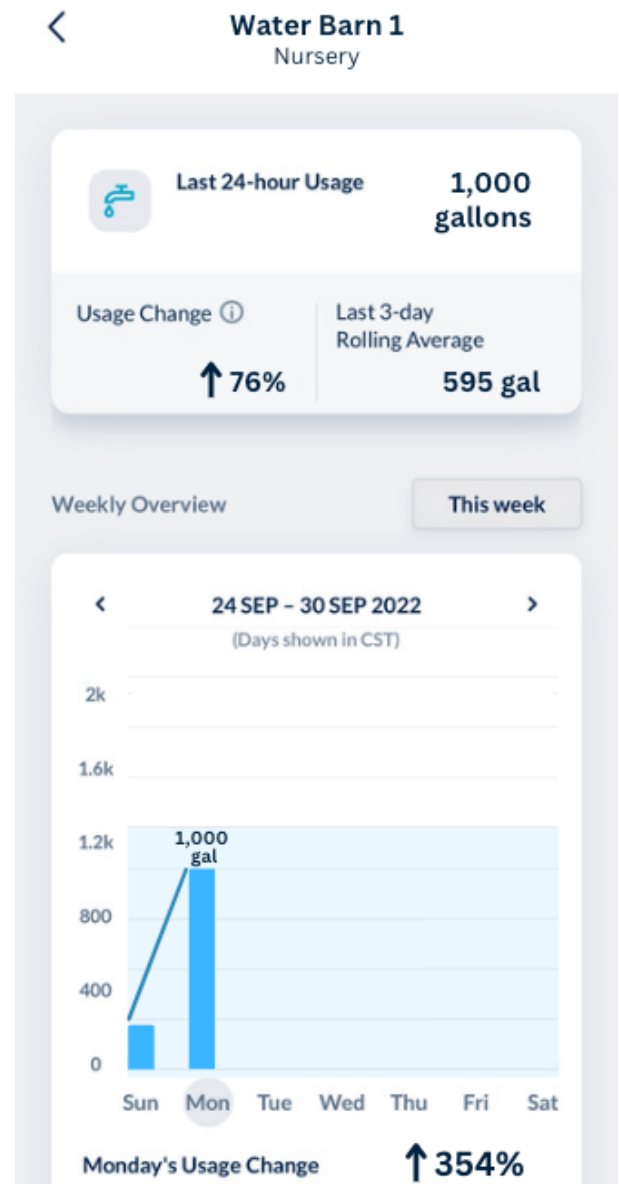 Water Barn 1
Nursery
Last 24-hour Usage
1,000
gallons
Usage Change
↑ 76%
Last 3-day
Rolling Average
595 gal
Weekly Overview
This week
24 SEP – 30 SEP 2022
(Days shown in CST)
2k
1.6k
1.2k
800
400
0
1,000
gal
Sun Mon Tue Wed Thu Fri Sat
Monday's Usage Change ↑ 354%